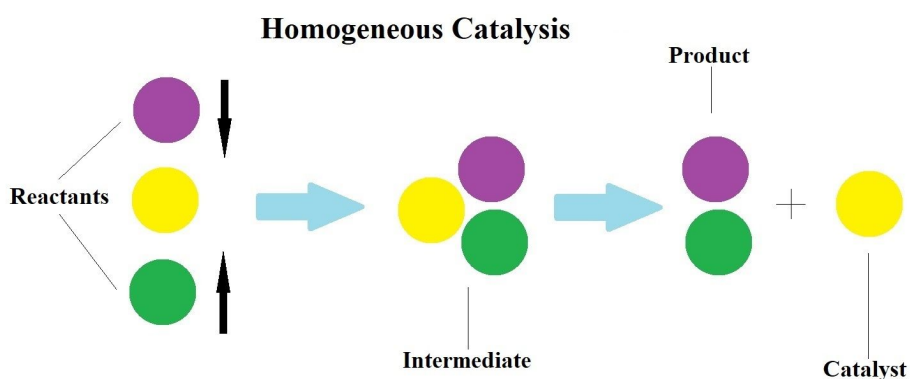 Homogeneous Catalysis
Product
Reactants
Intermediate
Catalyst